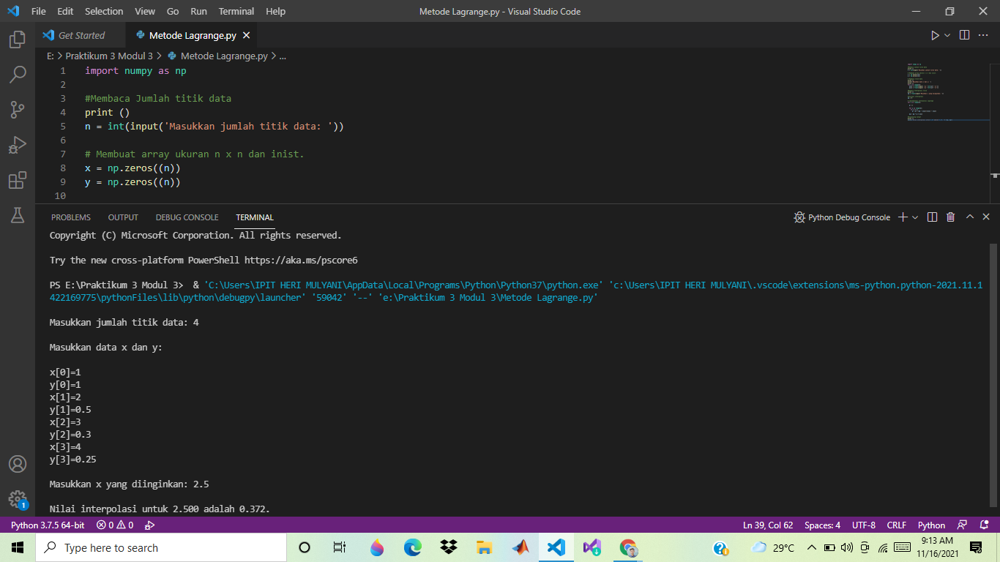 File Edit Selection View Go Run Terminal Help
Metode Lagrange.py - Visual Studio Code
Get Started
Metode Lagrange.py
E: > Praktikum 3 Modul 3 > Metode Lagrange.py > ...
1 import numpy as np
2
3 #Membaca Jumlah titik data
4 print ()
5 n = int(input('Masukkan jumlah titik data: '))
6
7 # Membuat array ukuran n x n dan inist.
8 x = np.zeros((n))
9 y = np.zeros((n))
10
PROBLEMS OUTPUT DEBUG CONSOLE TERMINAL
Python Debug Console
Copyright (C) Microsoft Corporation. All rights reserved.
Try the new cross-platform PowerShell https://aka.ms/pscore6
PS E:\Praktikum 3 Modul 3>  & 'C:\Users\IPIT HERI MULYANI\AppData\Local\Programs\Python\Python37\python.exe' 'c:\Users\IPIT HERI MULYANI\.vscode\extensions\ms-python.python-2021.11.1
422169775\pythonFiles\lib\python\debugpy\launcher' '59042' '--' 'e:\Praktikum 3 Modul 3\Metode Lagrange.py'
Masukkan jumlah titik data: 4
Masukkan data x dan y:
x[0]=1
y[0]=1
x[1]=2
y[1]=0.5
x[2]=3
y[2]=0.3
x[3]=4
y[3]=0.25
Masukkan x yang diinginkan: 2.5
Nilai interpolasi untuk 2.500 adalah 0.372.
1
Python 3.7.5 64-bit 0 0
Ln 39, Col 62 Spaces: 4 UTF-8 CRLF Python
Type here to search
29°C
9:13 AM
11/16/2021